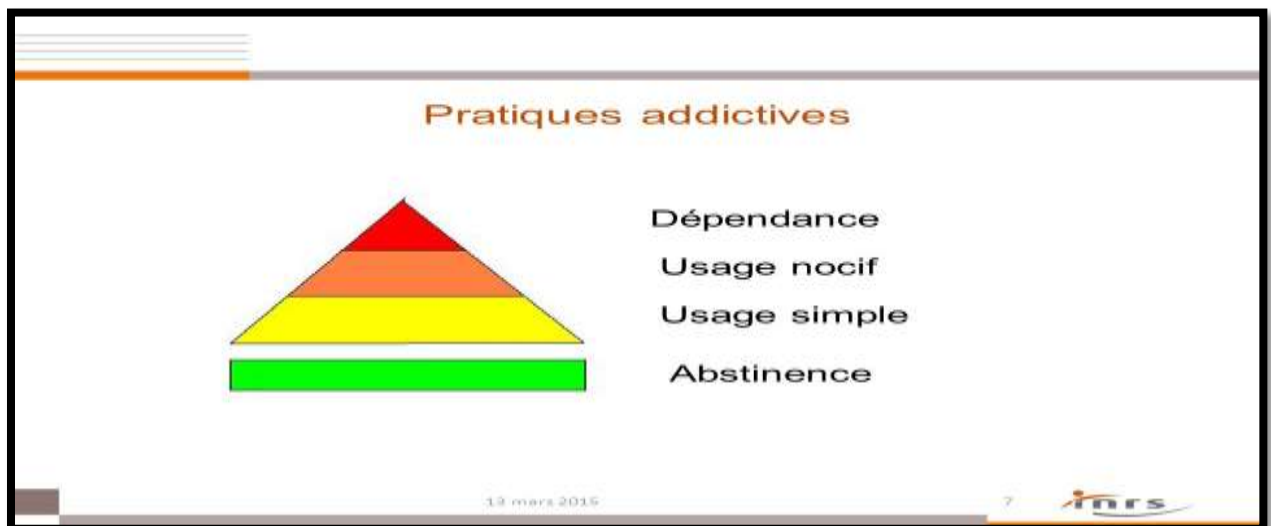 Pratiques addictives
Dépendance
Usage nocif
Usage simple
Abstinence
13 mars 2015
7
inrs